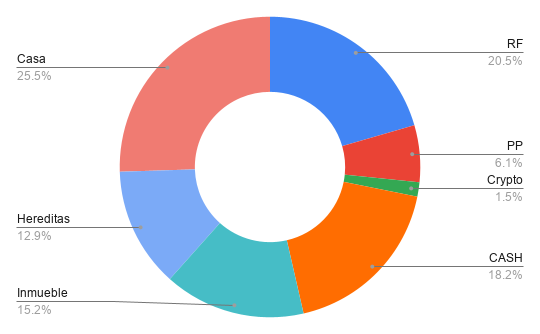 RF
20.5%
Casa
25.5%
PP
6.1%
Crypto
1.5%
Hereditas
12.9%
CASH
18.2%
Inmueble
15.2%